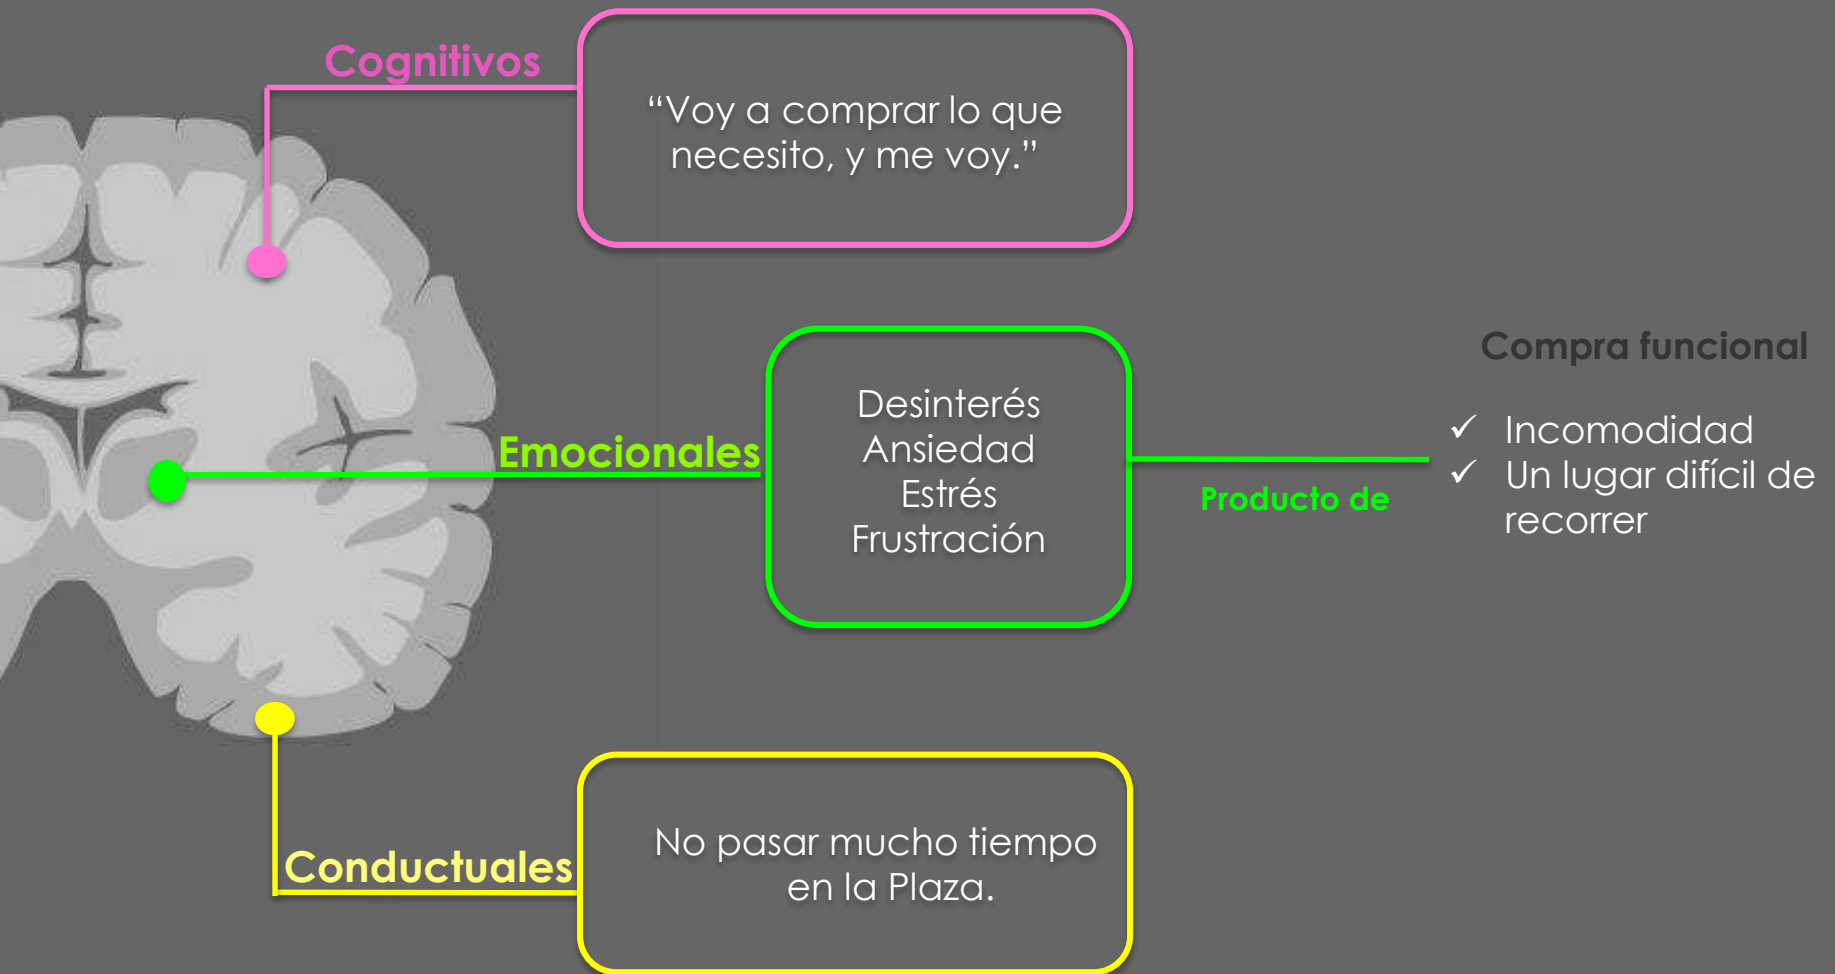 Cognitivos
“Voy a comprar lo que
necesito, y me voy.”
Emocionales
Desinterés
Ansiedad
Estrés
Frustración
Producto de
Compra funcional
✓ Incomodidad
✓ Un lugar difícil de
recorrer
Conductuales
No pasar mucho tiempo
en la Plaza.